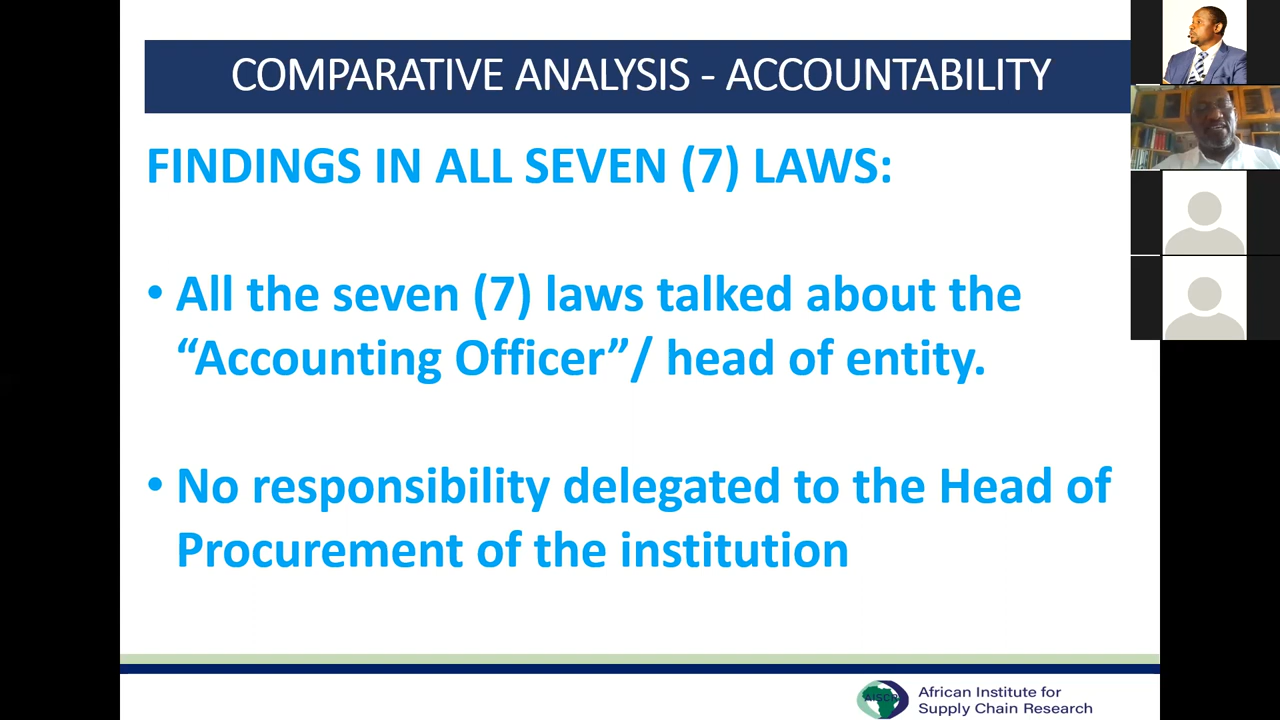 COMPARATIVE ANALYSIS - ACCOUNTABILITY
FINDINGS IN ALL SEVEN (7) LAWS:
• All the seven (7) laws talked about the
“Accounting Officer”/ head of entity.
• No responsibility delegated to the Head of
Procurement of the institution
AISCR
African Institute for
Supply Chain Research